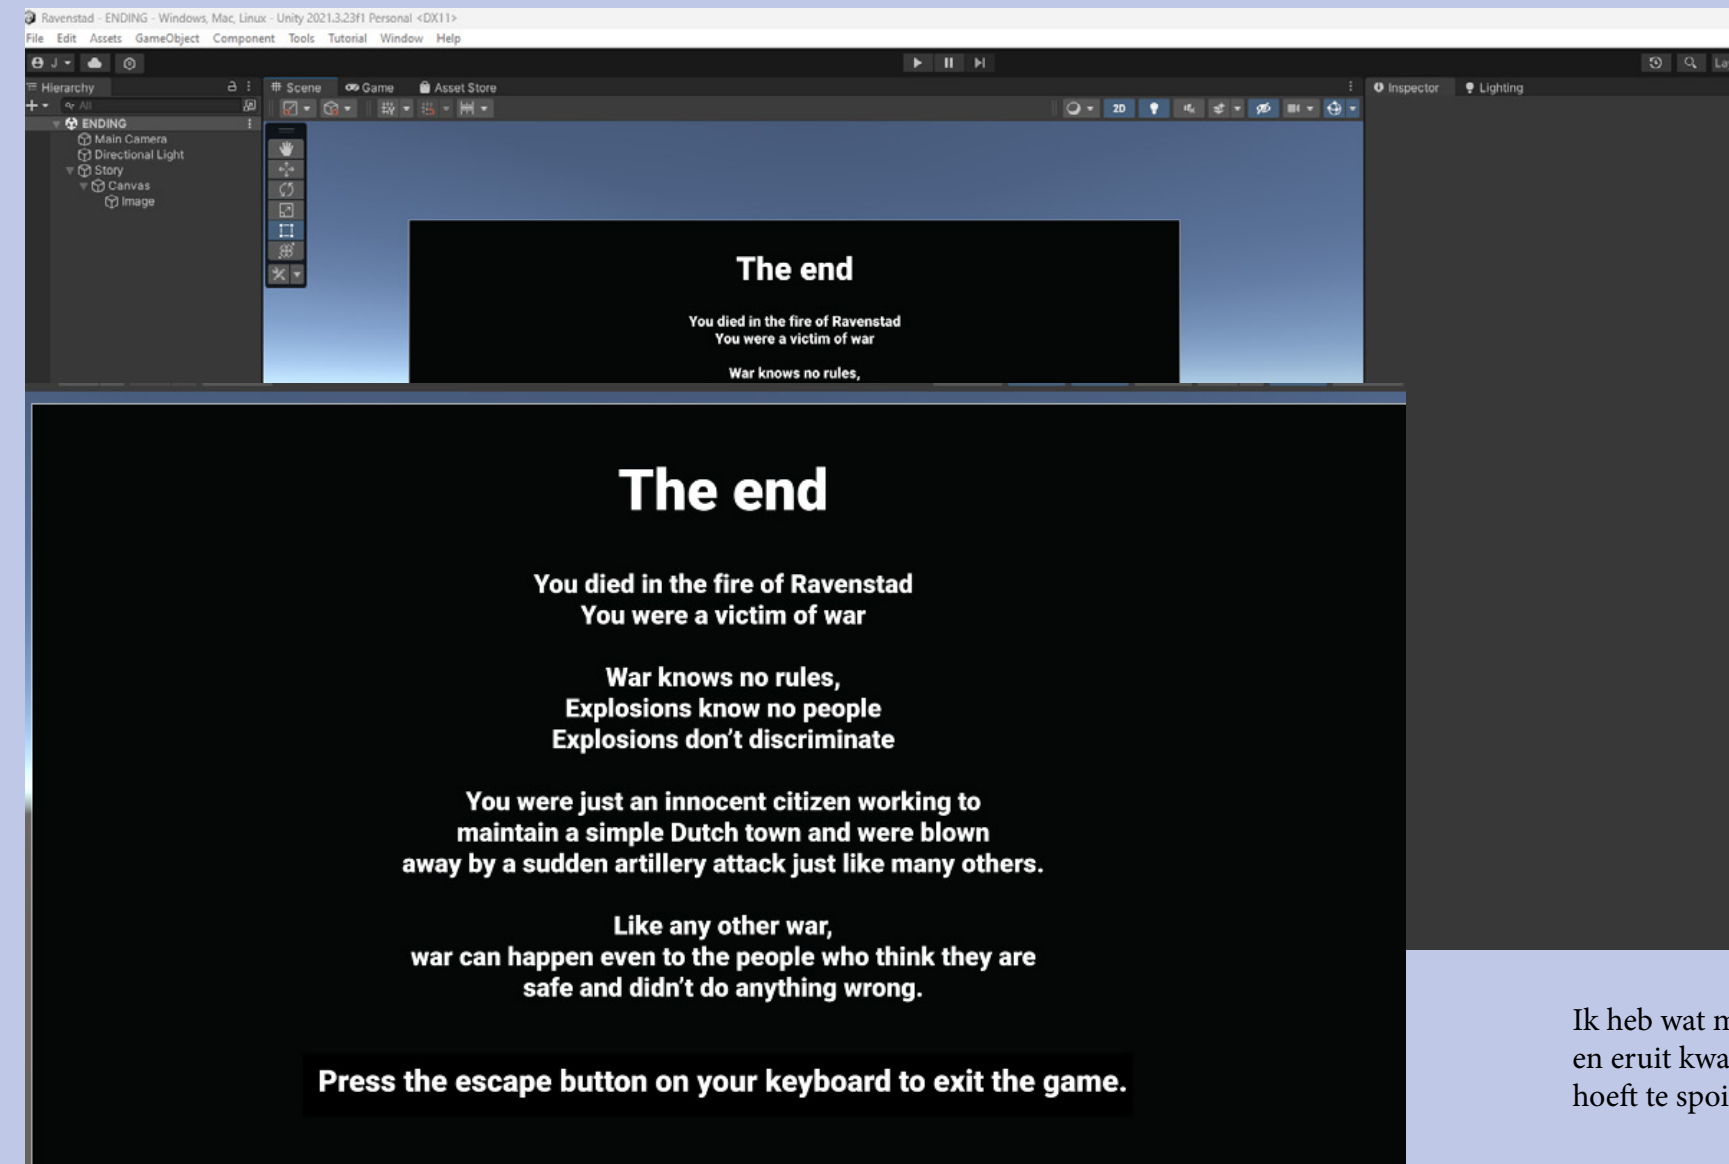 Ravenstad - ENDING - Windows, Mac, Linux - Unity 2021.3.23f1 Personal <DX11>
File Edit Assets GameObject Component Tools Tutorial Window Help
J
Hierarchy
Scene Game Asset Store
Inspector Lighting
All
2D
ENDING
Main Camera
Directional Light
Story
Canvas
Image
The end
You died in the fire of Ravenstad
You were a victim of war
War knows no rules,
The end
You died in the fire of Ravenstad
You were a victim of war
War knows no rules,
Explosions know no people
Explosions don't discriminate
You were just an innocent citizen working to
maintain a simple Dutch town and were blown
away by a sudden artillery attack just like many others.
Like any other war,
war can happen even to the people who think they are
safe and didn't do anything wrong.
Press the escape button on your keyboard to exit the game.
Ik heb wat
en eruit
hoeft te